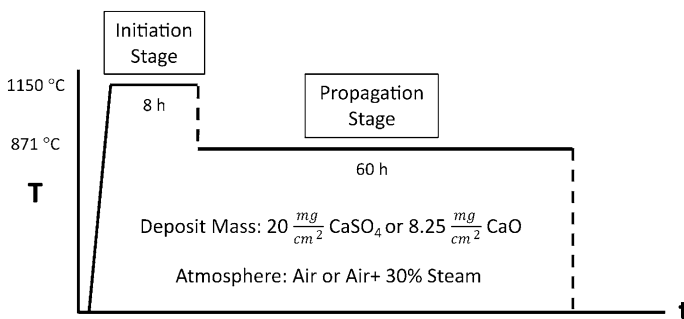 Initiation
Stage
1150 °C
8 h
Propagation
Stage
871 °C
60 h
T
Deposit Mass: 20 mg/cm² CaSO₄ or 8.25 mg/cm² CaO
Atmosphere: Air or Air+ 30% Steam
t